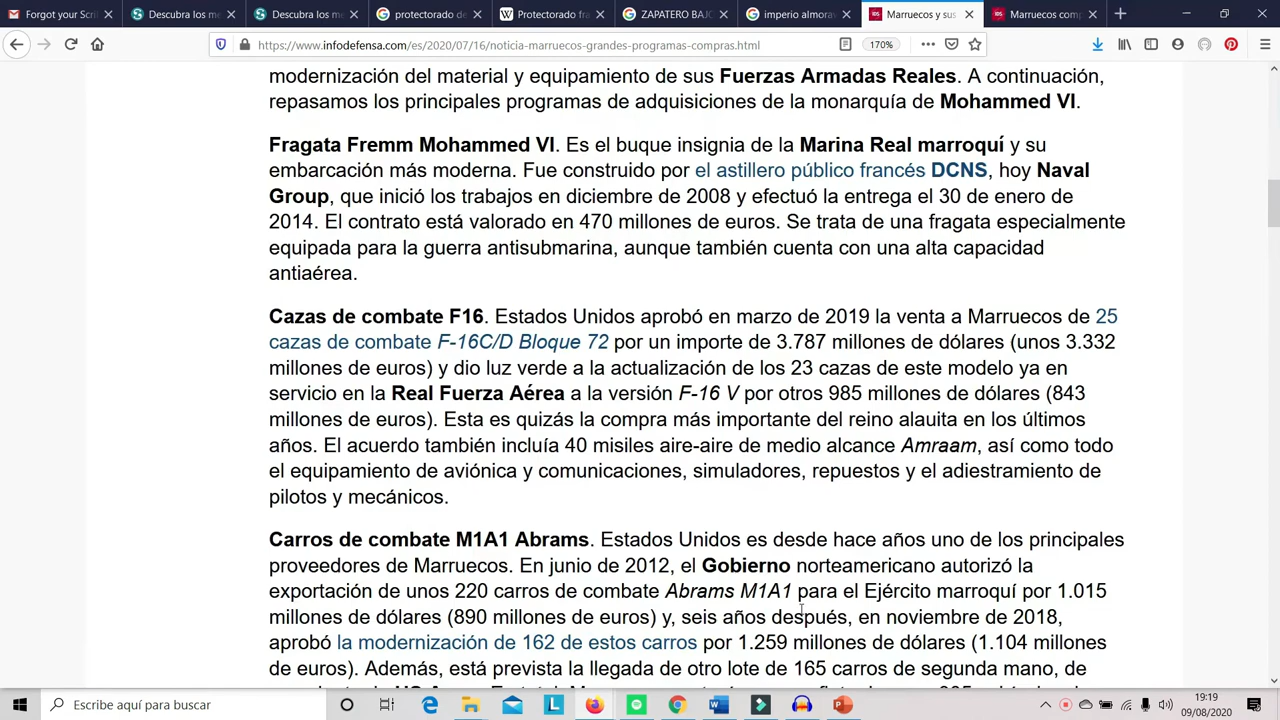 Forgot your Scri
Descubra los m
Descubra los me
protectorado de
Protectorado fra
ZAPATERO BAJO
imperio almorav
Marruecos y sus
Marruecos comp
https://www.infodefensa.com/es/2020/07/16/noticia-marruecos-grandes-programas-compras.html
170%
modernización del material y equipamiento de sus Fuerzas Armadas Reales. A continuación,
repasamos los principales programas de adquisiciones de la monarquía de Mohammed VI.
Fragata Fremm Mohammed VI. Es el buque insignia de la Marina Real marroquí y su
embarcación más moderna. Fue construido por el astillero público francés DCNS, hoy Naval
Group, que inició los trabajos en diciembre de 2008 y efectuó la entrega el 30 de enero de
2014. El contrato está valorado en 470 millones de euros. Se trata de una fragata especialmente
equipada para la guerra antisubmarina, aunque también cuenta con una alta capacidad
antiaérea.
Cazas de combate F16. Estados Unidos aprobó en marzo de 2019 la venta a Marruecos de 25
cazas de combate F-16C/D Bloque 72 por un importe de 3.787 millones de dólares (unos 3.332
millones de euros) y dio luz verde a la actualización de los 23 cazas de este modelo ya en
servicio en la Real Fuerza Aérea a la versión F-16 V por otros 985 millones de dólares (843
millones de euros). Esta es quizás la compra más importante del reino alauita en los últimos
años. El acuerdo también incluía 40 misiles aire-aire de medio alcance Amraam, así como todo
el equipamiento de aviónica y comunicaciones, simuladores, repuestos y el adiestramiento de
pilotos y mecánicos.
Carros de combate M1A1 Abrams. Estados Unidos es desde hace años uno de los principales
proveedores de Marruecos. En junio de 2012, el Gobierno norteamericano autorizó la
exportación de unos 220 carros de combate Abrams M1A1 para el Ejército marroquí por 1.015
millones de dólares (890 millones de euros) y, seis años después, en noviembre de 2018,
aprobó la modernización de 162 de estos carros por 1.259 millones de dólares (1.104 millones
de euros). Además, está prevista la llegada de otro lote de 165 carros de segunda mano, de
Escribe aquí para buscar
19:19
09/08/2020